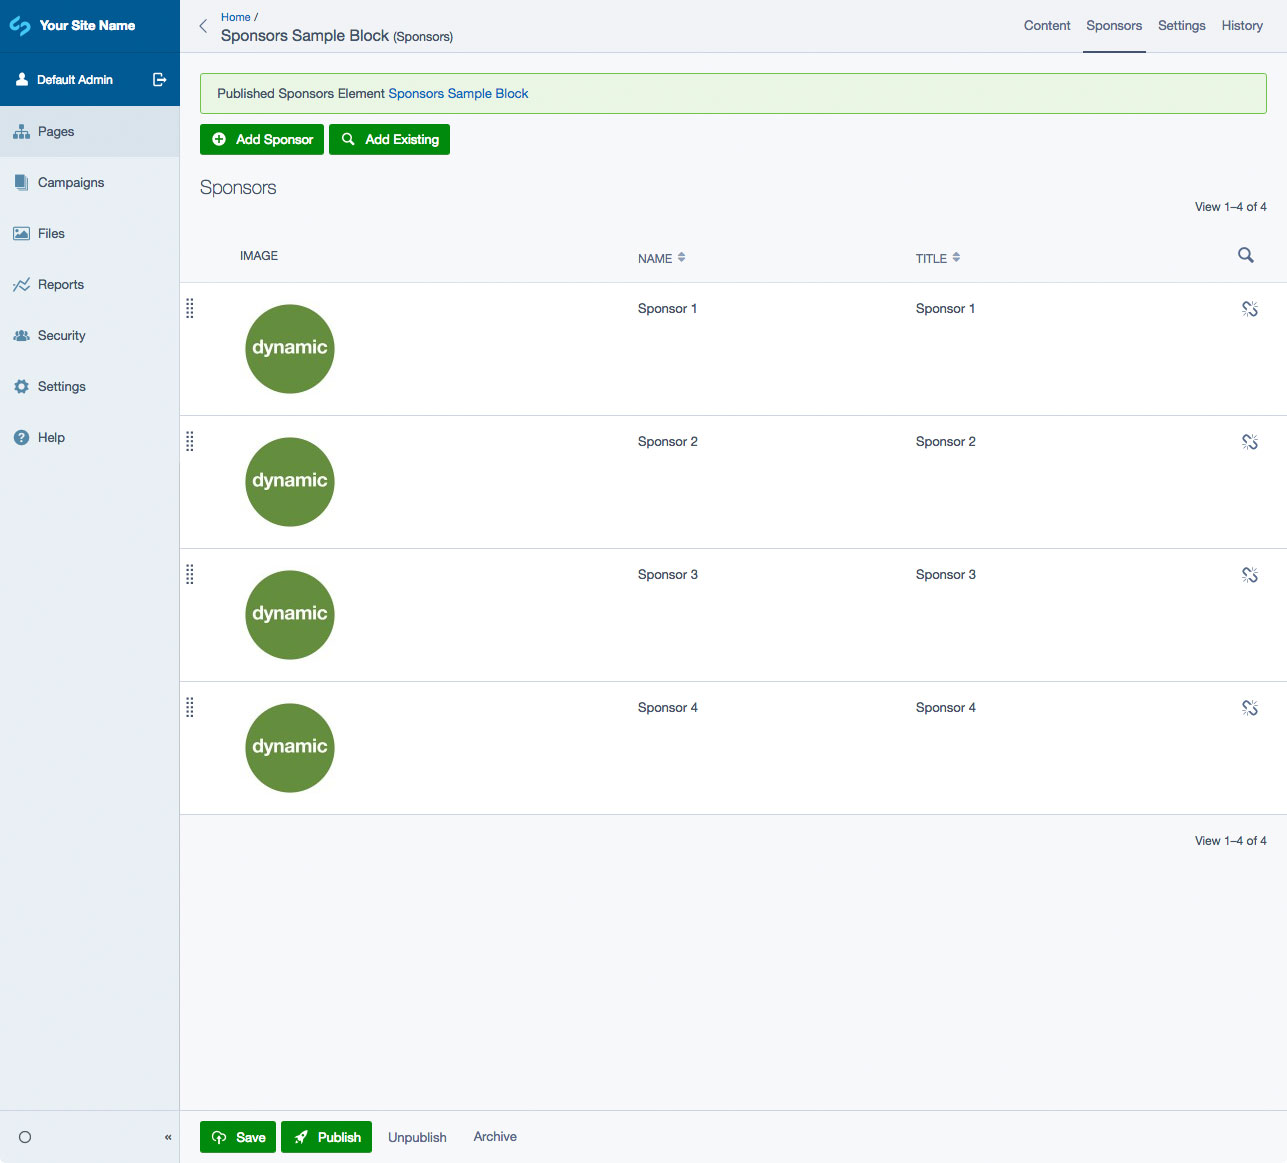 Your Site Name
Default Admin
Pages
Campaigns
Files
Reports
Security
Settings
Help
«
Home /
Sponsors Sample Block (Sponsors)
Content Sponsors Settings History
Published Sponsors Element Sponsors Sample Block
Add Sponsor Add Existing
Sponsors
View 1–4 of 4
IMAGE NAME TITLE
dynamic Sponsor 1 Sponsor 1
dynamic Sponsor 2 Sponsor 2
dynamic Sponsor 3 Sponsor 3
dynamic Sponsor 4 Sponsor 4
View 1–4 of 4
Save Publish Unpublish Archive